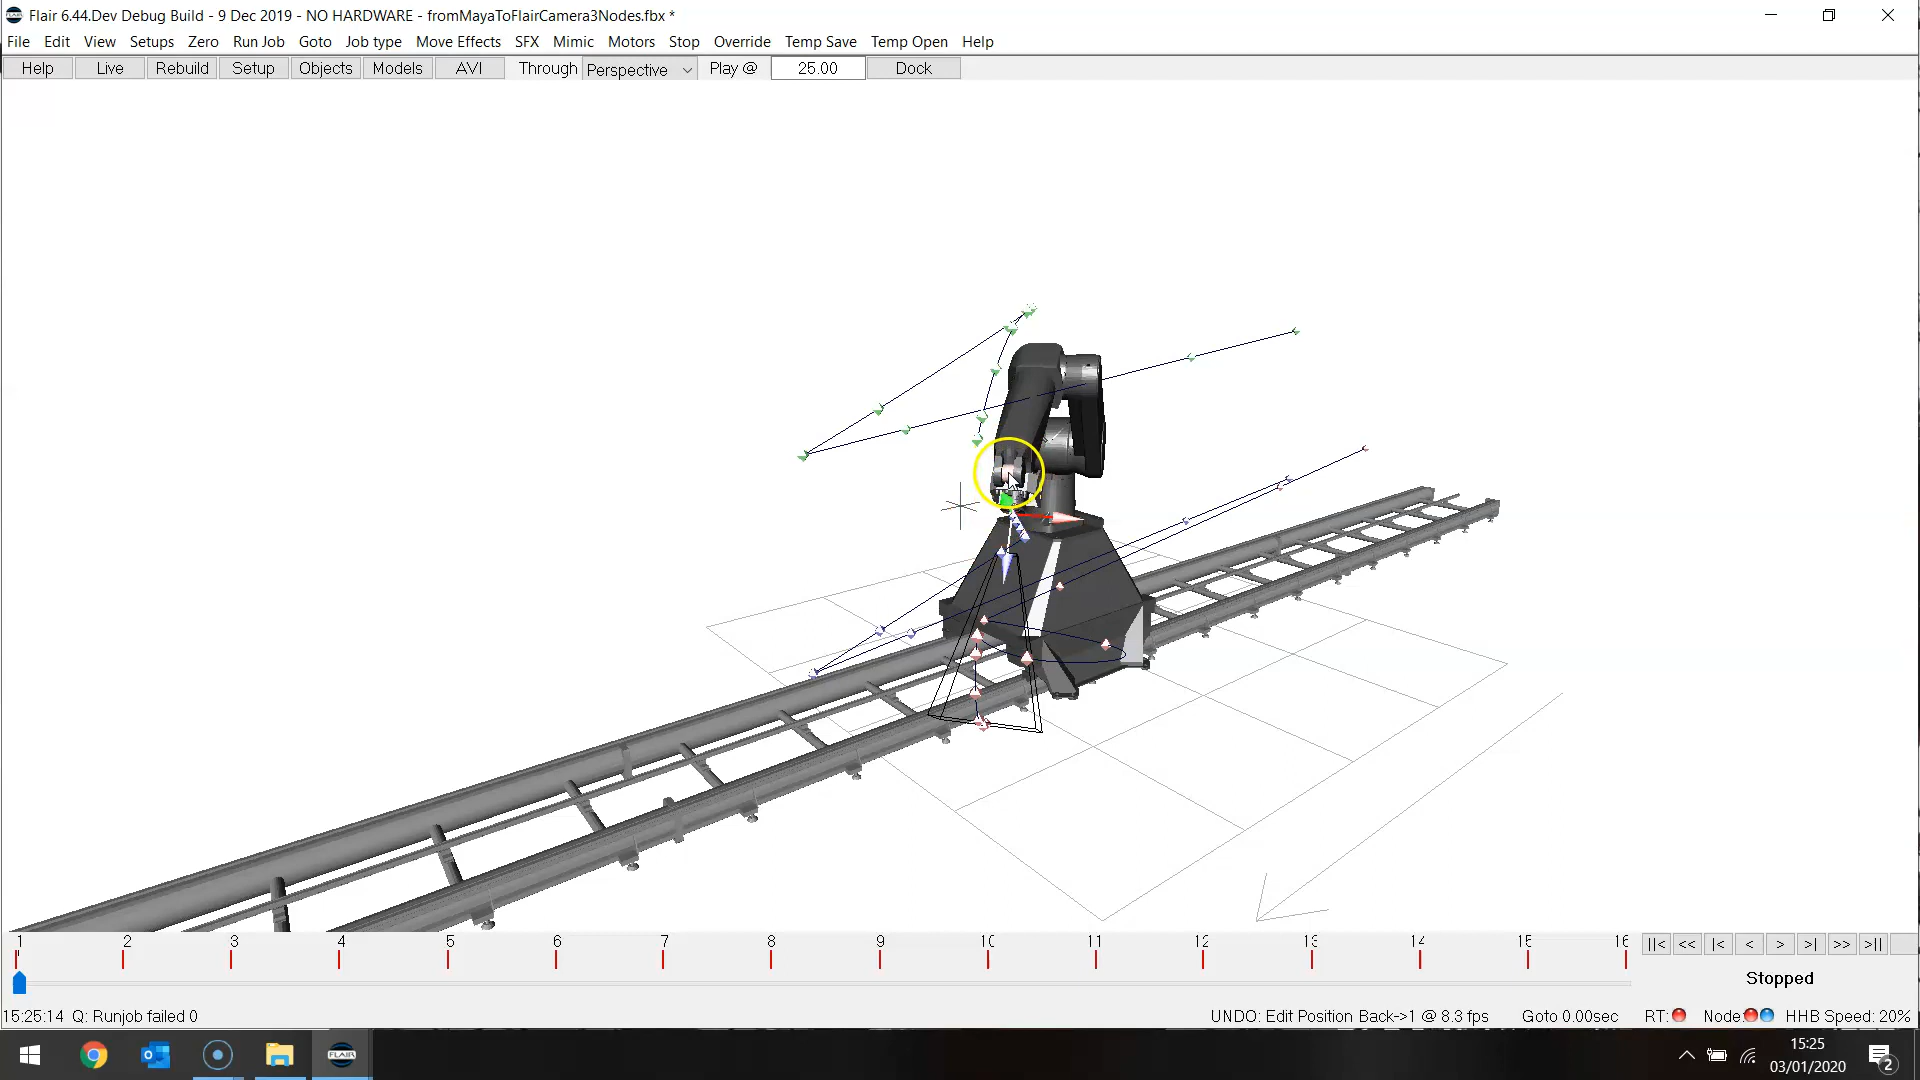 Flair 6.44.Dev Debug Build - 9 Dec 2019 - NO HARDWARE - fromMayaToFlairCamera3Nodes.fbx *
File Edit View Setups Zero Run Job Goto Job type Move Effects SFX Mimic Motors Stop Override Temp Save Temp Open Help
Help Live Rebuild Setup Objects Models AVI Through Perspective Play @ 25.00 Dock
1 2 3 4 5 6 7 8 9 10 11 12 13 14 15 16
||< << |< < > >| >> >||
Stopped
15:25:14 Q: Runjob failed 0 UNDO: Edit Position Back->1 @ 8.3 fps Goto 0.00sec RT: Node: HHB Speed: 20%
FLAIR
15:25
03/01/2020
2